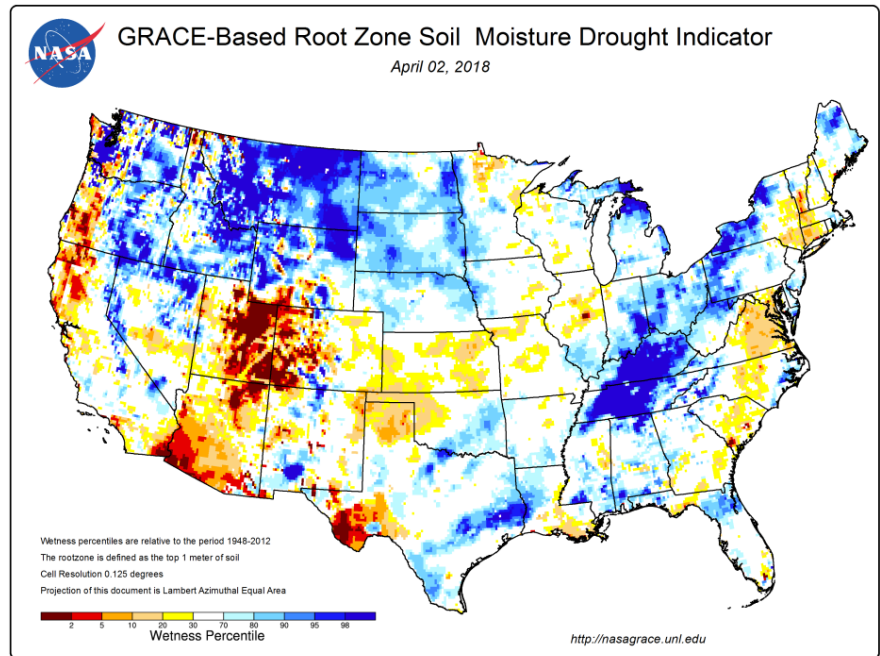 NASA
GRACE-Based Root Zone Soil Moisture Drought Indicator
April 02, 2018
Wetness percentiles are relative to the period 1948-2012
The rootzone is defined as the top 1 meter of soil
Cell Resolution 0.125 degrees
Projection of this document is Lambert Azimuthal Equal Area
2 5 10 20 30 70 80 90 95 98
Wetness Percentile
http://nasagrace.unl.edu